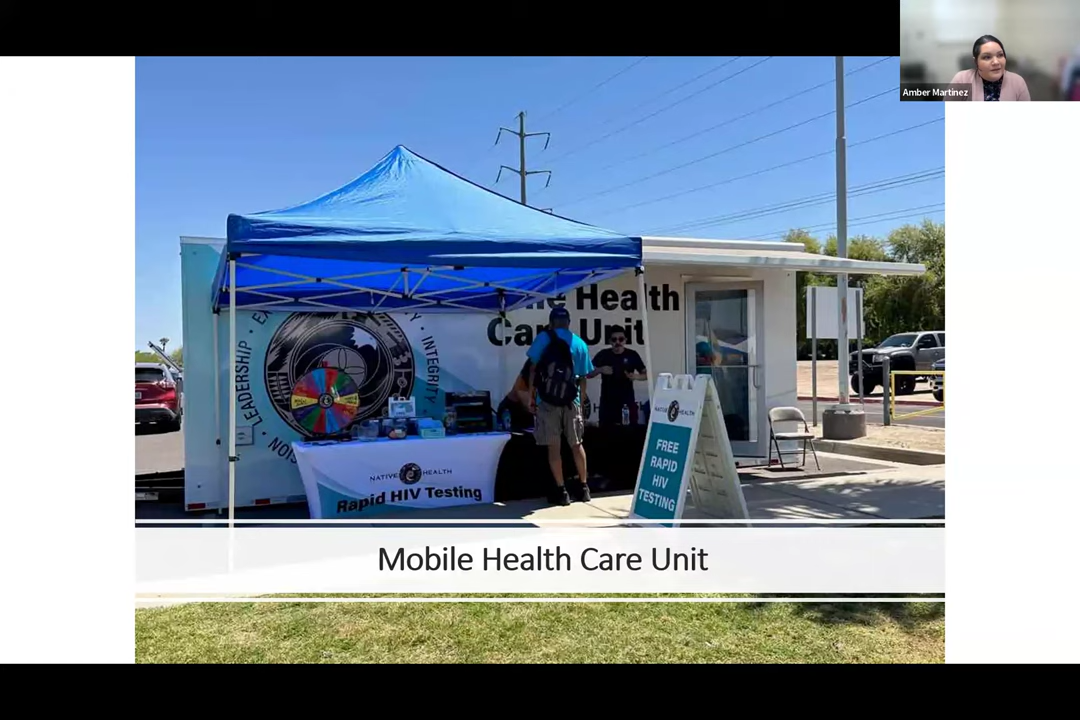 Amber Martinez
Health
Care Unit
LEADERSHIP
INTEGRITY
NATIVE HEALTH
Rapid HIV Testing
NATIVE HEALTH
FREE
RAPID
HIV
TESTING
Mobile Health Care Unit